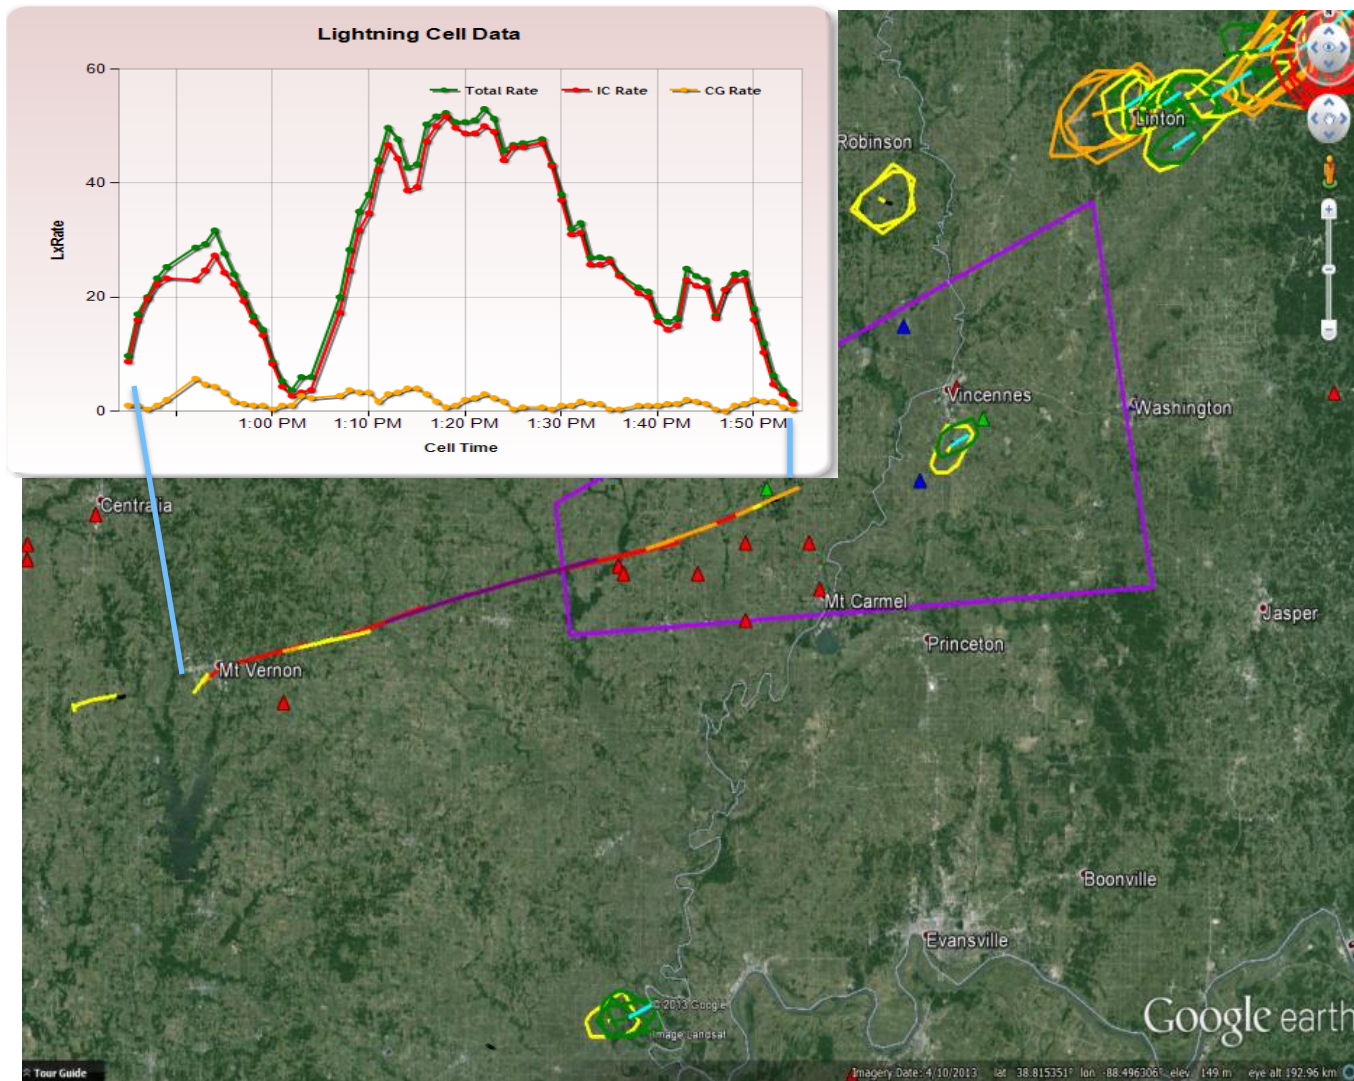 Lightning Cell Data
60
Total Rate
IC Rate
CG Rate
40
LxRate
20
0
1:00 PM
1:10 PM
1:20 PM
1:30 PM
1:40 PM
1:50 PM
Cell Time
N
Linton
Robinson
Vincennes
Washington
Centralia
Mt Carmel
Jasper
Princeton
Mt Vernon
Boonville
Evansville
© 2013 Google
Image Landsat
Google earth
Tour Guide
Imagery Date: 4/10/2013 lat 38.815351° lon -88.496306° elev 149 m eye alt 192.96 km